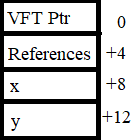 VFT Ptr 0
References +4
x +8
y +12